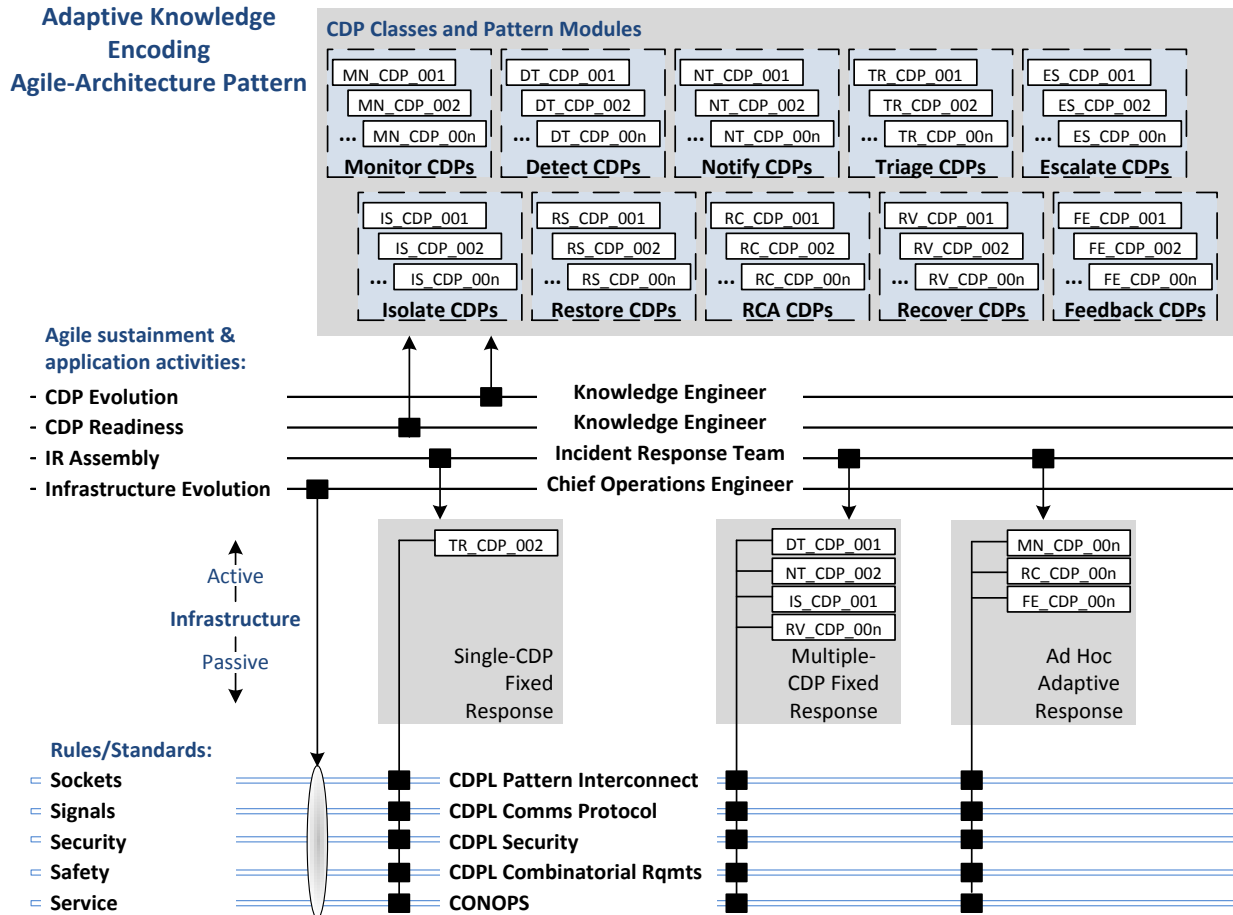 Adaptive Knowledge
Encoding
Agile-Architecture Pattern
CDP Classes and Pattern Modules
MN_CDP_001
MN_CDP_002
... MN_CDP_00n
Monitor CDPs
DT_CDP_001
DT_CDP_002
... DT_CDP_00n
Detect CDPs
NT_CDP_001
NT_CDP_002
... NT_CDP_00n
Notify CDPs
TR_CDP_001
TR_CDP_002
... TR_CDP_00n
Triage CDPs
ES_CDP_001
ES_CDP_002
... ES_CDP_00n
Escalate CDPs
IS_CDP_001
IS_CDP_002
... IS_CDP_00n
Isolate CDPs
RS_CDP_001
RS_CDP_002
... RS_CDP_00n
Restore CDPs
RC_CDP_001
RC_CDP_002
... RC_CDP_00n
RCA CDPs
RV_CDP_001
RV_CDP_002
... RV_CDP_00n
Recover CDPs
FE_CDP_001
FE_CDP_002
... FE_CDP_00n
Feedback CDPs
Agile sustainment &
application activities:
- CDP Evolution Knowledge Engineer
- CDP Readiness Knowledge Engineer
- IR Assembly Incident Response Team
- Infrastructure Evolution Chief Operations Engineer
Active
Infrastructure
Passive
TR_CDP_002
Single-CDP
Fixed
Response
DT_CDP_001
NT_CDP_002
IS_CDP_001
RV_CDP_00n
Multiple-
CDP Fixed
Response
MN_CDP_00n
RC_CDP_00n
FE_CDP_00n
Ad Hoc
Adaptive
Response
Rules/Standards:
Sockets CDPL Pattern Interconnect
Signals CDPL Comms Protocol
Security CDPL Security
Safety CDPL Combinatorial Rqmts
Service CONOPS